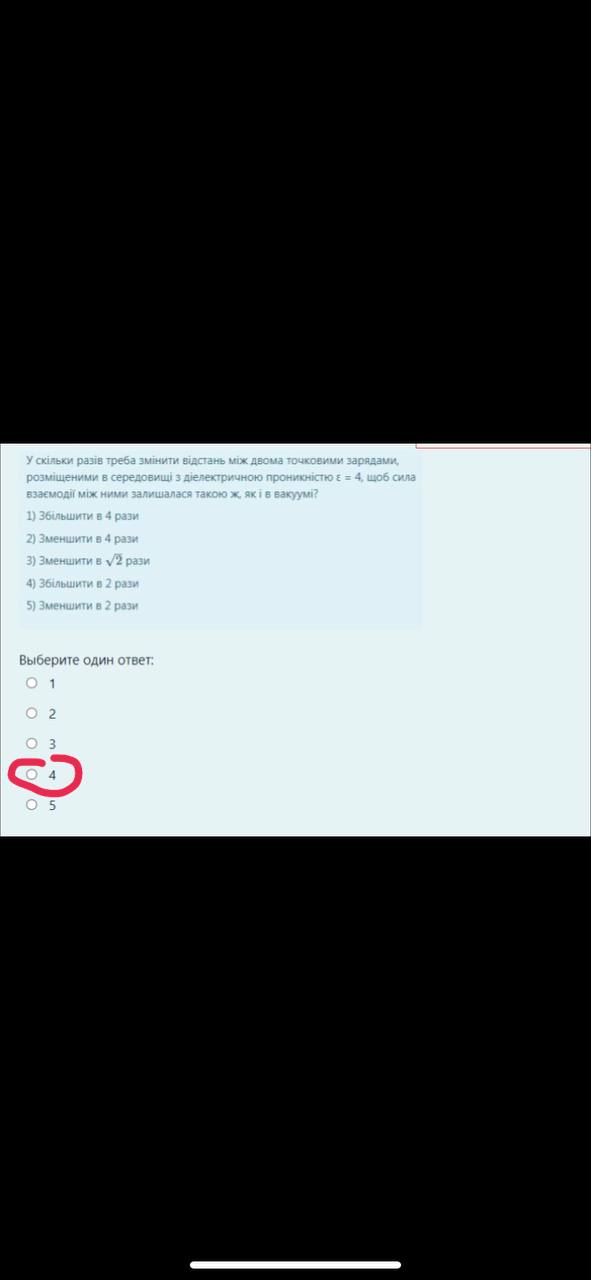 У скільки разів треба змінити відстань між двома точковими зарядами,
розміщеними в середовищі з діелектричною проникністю ε = 4, щоб сила
взаємодії між ними залишалася такою ж, як і в вакуумі?
1) Збільшити в 4 рази
2) Зменшити в 4 рази
3) Зменшити в √2 рази
4) Збільшити в 2 рази
5) Зменшити в 2 рази
Выберите один ответ:
1
2
3
4
5